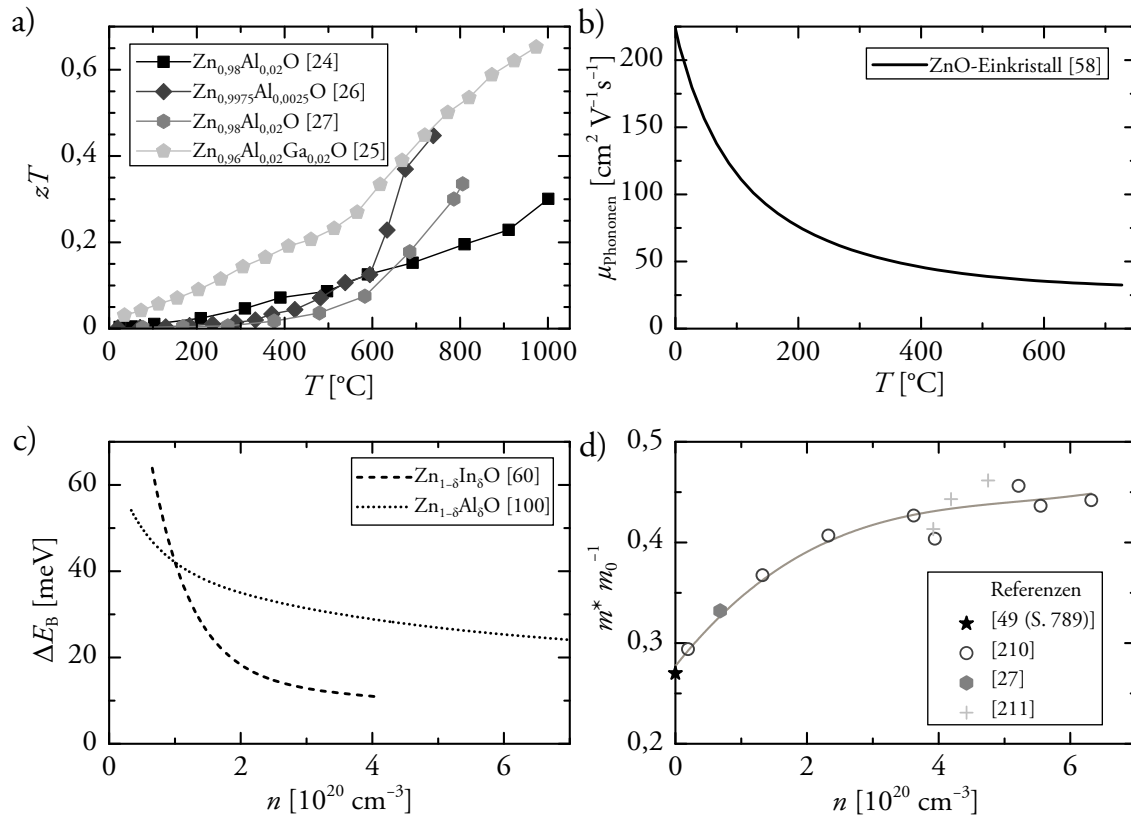 a)
zT
0,6
0,4
0,2
0
Zn0,98Al0,02O [24]
Zn0,9975Al0,0025O [26]
Zn0,98Al0,02O [27]
Zn0,96Al0,02Ga0,02O [25]
0 200 400 600 800 1000
T [°C]
b)
μPhononen [cm² V⁻¹s⁻¹]
200
150
100
50
0
ZnO-Einkristall [58]
0 200 400 600
T [°C]
c)
ΔEB [meV]
60
40
20
0
Zn1−δInδO [60]
Zn1−δAlδO [100]
0 2 4 6
n [10²⁰ cm⁻³]
d)
m* m0⁻¹
0,5
0,4
0,3
0,2
Referenzen
[49 (S. 789)]
[210]
[27]
[211]
0 2 4 6
n [10²⁰ cm⁻³]